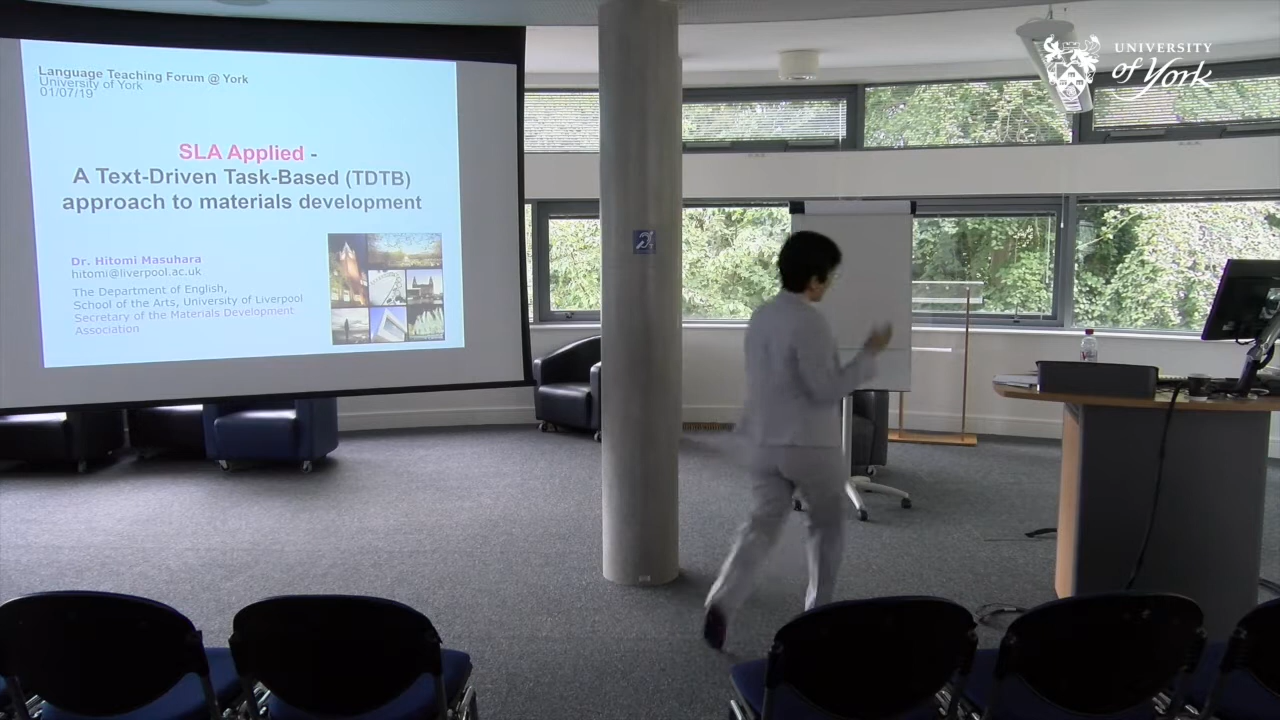 Language Teaching Forum @ York
University of York
01/07/19
SLA Applied -
A Text-Driven Task-Based (TDTB)
approach to materials development
Dr. Hitomi Masuhara
hitomi@liverpool.ac.uk
The Department of English,
School of the Arts, University of Liverpool
Secretary of the Materials Development
Association
UNIVERSITY
of York